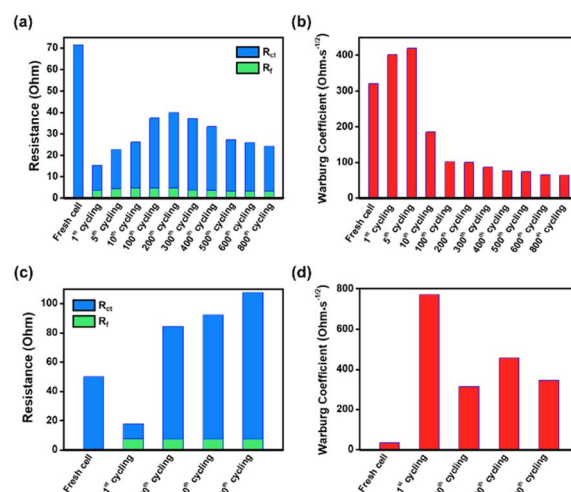 (a)
Resistance (Ohm)
70
60
50
40
30
20
10
0
R_ct
R_f
Fresh cell
1st cycling
5th cycling
10th cycling
100th cycling
200th cycling
300th cycling
400th cycling
500th cycling
600th cycling
800th cycling
(b)
Warburg Coefficient (Ohm·s^-1/2)
400
300
200
100
0
Fresh cell
1st cycling
5th cycling
10th cycling
100th cycling
200th cycling
300th cycling
400th cycling
500th cycling
600th cycling
800th cycling
(c)
Resistance (Ohm)
100
80
60
40
20
0
R_ct
R_f
Fresh cell
1st cycling
cycling
cycling
cycling
(d)
Warburg Coefficient (Ohm·s^-1/2)
800
600
400
200
0
Fresh cell
1st cycling
cycling
cycling
cycling